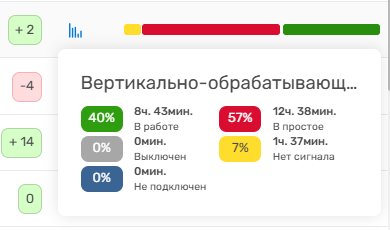 + 2
-4
+ 14
0
Вертикально-обрабатывающ...
40% 8ч. 43мин.
В работе
57% 12ч. 38мин.
В простое
0% 0мин.
Выключен
7% 1ч. 37мин.
Нет сигнала
0% 0мин.
Не подключен